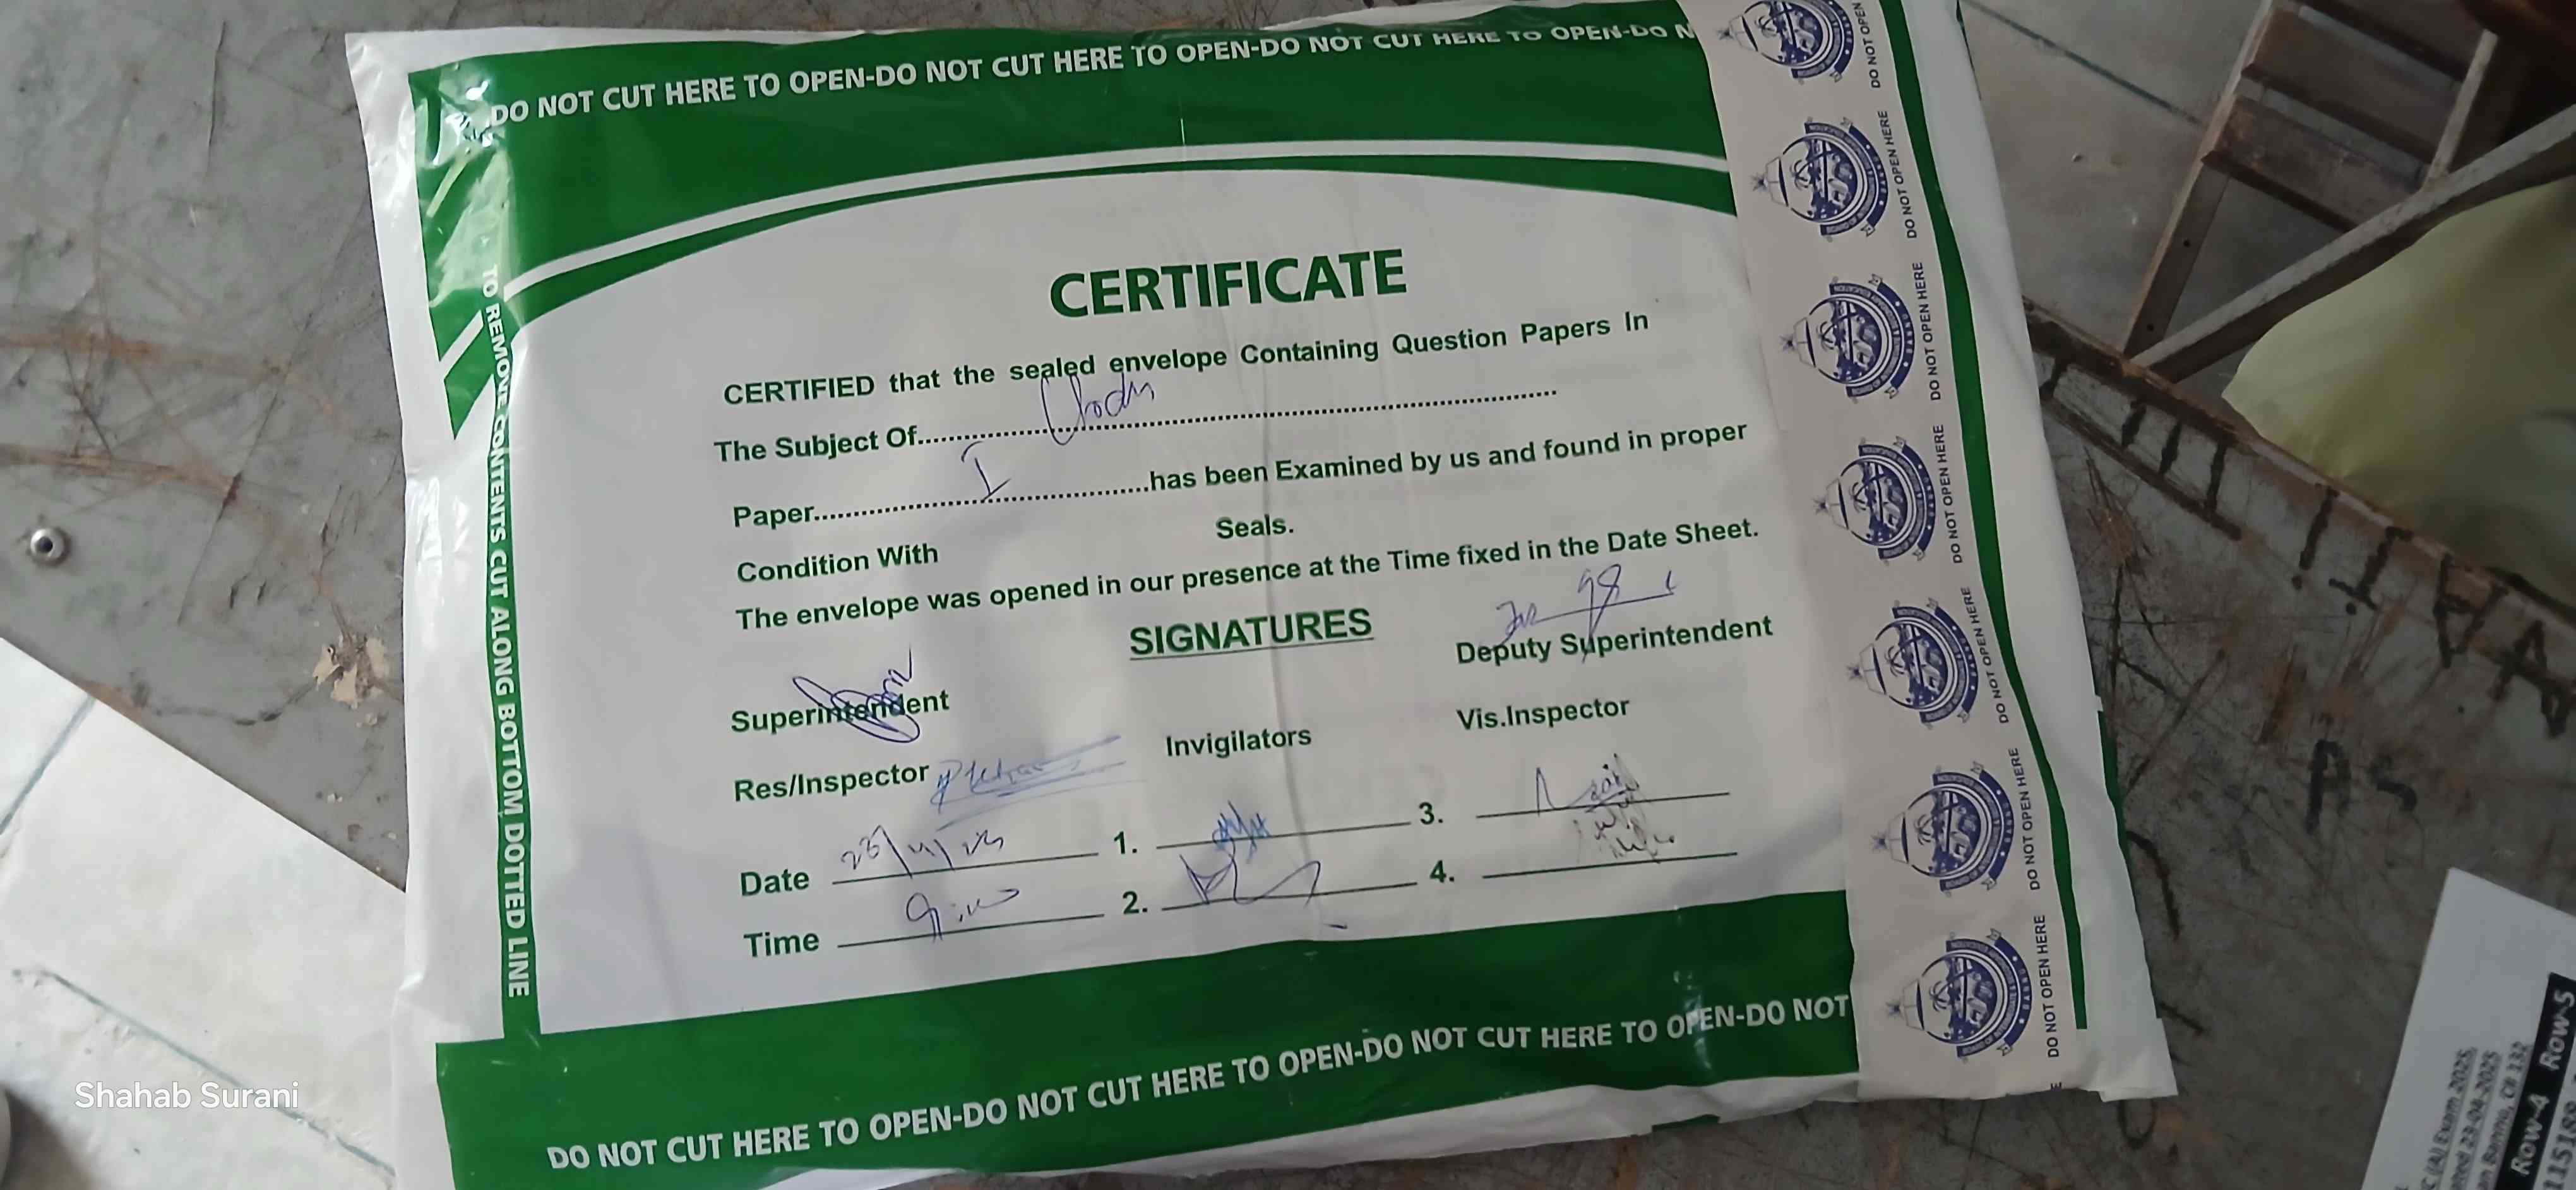 DO NOT CUT HERE TO OPEN-DO NOT CUT HERE TO OPEN-DO NOT CUT HERE TO OPEN-DO N
TO REMOVE CONTENTS CUT ALONG BOTTOM DOTTED LINE
CERTIFICATE
CERTIFIED that the sealed envelope Containing Question Papers In
The Subject Of
Paper I has been Examined by us and found in proper
Condition With Seals.
The envelope was opened in our presence at the Time fixed in the Date Sheet.
SIGNATURES
Deputy Superintendent
Superintendent
Vis.Inspector
Invigilators
Res/Inspector
Date
1.
3.
Time
2.
4.
DO NOT CUT HERE TO OPEN-DO NOT CUT HERE TO OPEN-DO NOT CUT HERE TO OPEN-DO NOT
DO NOT OPEN
DO NOT OPEN HERE
DO NOT OPEN HERE
DO NOT OPEN HERE
DO NOT OPEN HERE
DO NOT OPEN HERE
DO NOT OPEN HERE
Shahab Surani
(A) Exam 2025
23-04-2025
Row-4 Row-5